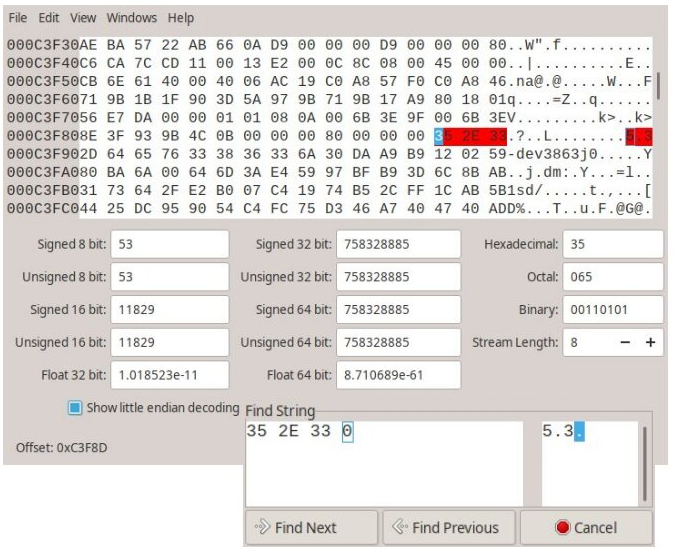 File Edit View Windows Help
000C3F30AE BA 57 22 AB 66 0A D9 00 00 00 D9 00 00 00 80..W".f..........
000C3F40C6 CA 7C CD 11 00 13 E2 00 0C 8C 08 00 45 00 00..|..........E..
000C3F50CB 6E 61 40 00 40 06 AC 19 C0 A8 57 F0 C0 A8 46.na@.@.....W...F
000C3F6071 9B 1B 1F 90 3D 5A 97 9B 71 9B 17 A9 80 18 01q....=Z..q......
000C3F7056 E7 DA 00 00 01 01 08 0A 00 6B 3E 9F 00 6B 3EV.........k>..k>
000C3F808E 3F 93 9B 4C 0B 00 00 00 80 00 00 00 35 2E 33.?..L........5.3
000C3F902D 64 65 76 33 38 36 33 6A 30 DA A9 B9 12 02 59-dev3863j0.....Y
000C3FA080 BA 6A 00 64 6D 3A E4 59 97 BF B9 3D 6C 8B AB..j.dm:.Y...=l..
000C3FB031 73 64 2F E2 B0 07 C4 19 74 B5 2C FF 1C AB 5B1sd/.....t.,...[
000C3FC044 25 DC 95 90 54 C4 FC 75 D3 46 A7 40 47 40 ADD%...T..u.F.@G@.
Signed 8 bit: 53 Signed 32 bit: 758328885 Hexadecimal: 35
Unsigned 8 bit: 53 Unsigned 32 bit: 758328885 Octal: 065
Signed 16 bit: 11829 Signed 64 bit: 758328885 Binary: 00110101
Unsigned 16 bit: 11829 Unsigned 64 bit: 758328885 Stream Length: 8 − +
Float 32 bit: 1.018523e-11 Float 64 bit: 8.710689e-61
Show little endian decoding
Offset: 0xC3F8D
Find String
35 2E 33 0 5.3.
Find Next Find Previous Cancel